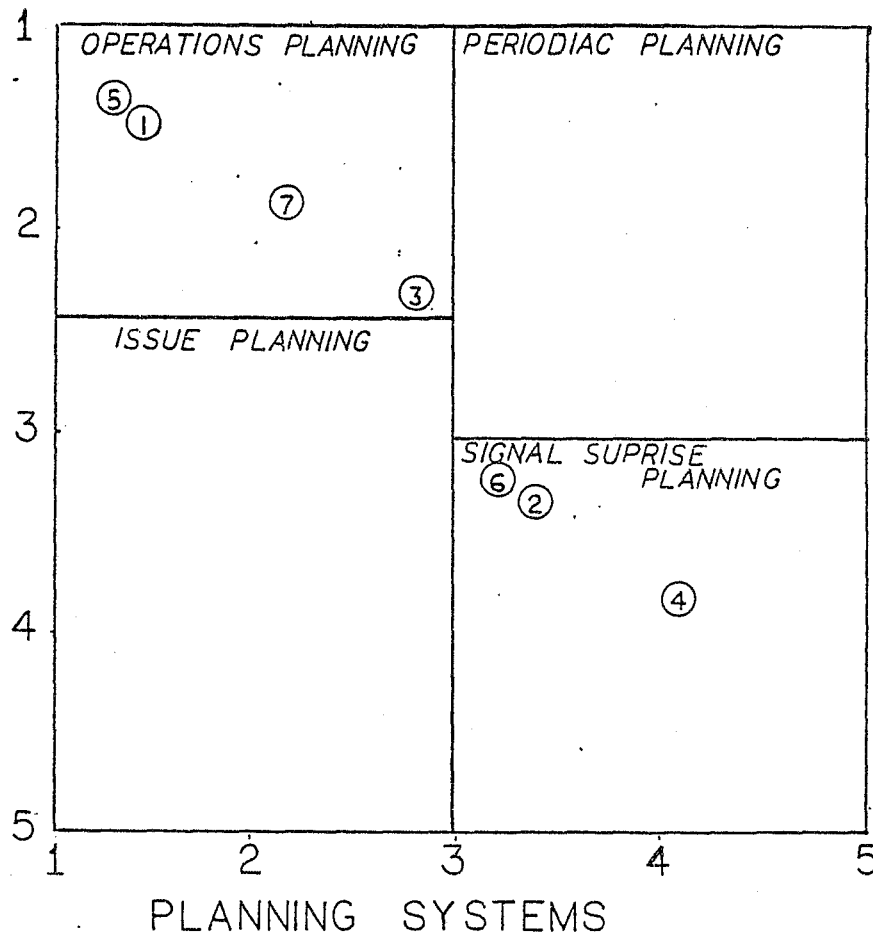 1
OPERATIONS PLANNING
PERIODIAC PLANNING
5
1
7
2
3
ISSUE PLANNING
3
SIGNAL SUPRISE
PLANNING
6
2
4
4
5
1 2 3 4 5
PLANNING SYSTEMS